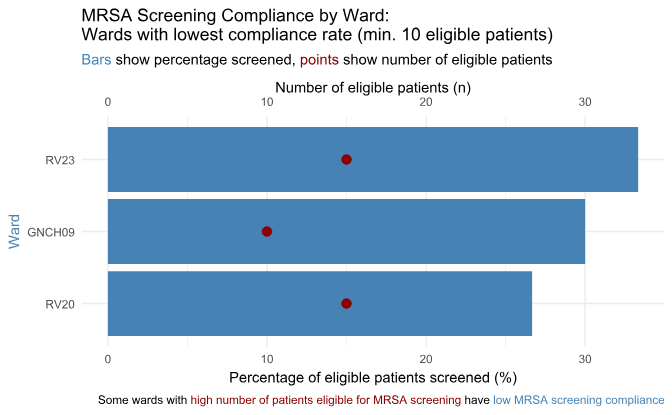 MRSA Screening Compliance by Ward:
Wards with lowest compliance rate (min. 10 eligible patients)
Bars show percentage screened, points show number of eligible patients
Number of eligible patients (n)
0 10 20 30
RV23
GNCH09
RV20
Ward
0 10 20 30
Percentage of eligible patients screened (%)
Some wards with high number of patients eligible for MRSA screening have low MRSA screening compliance